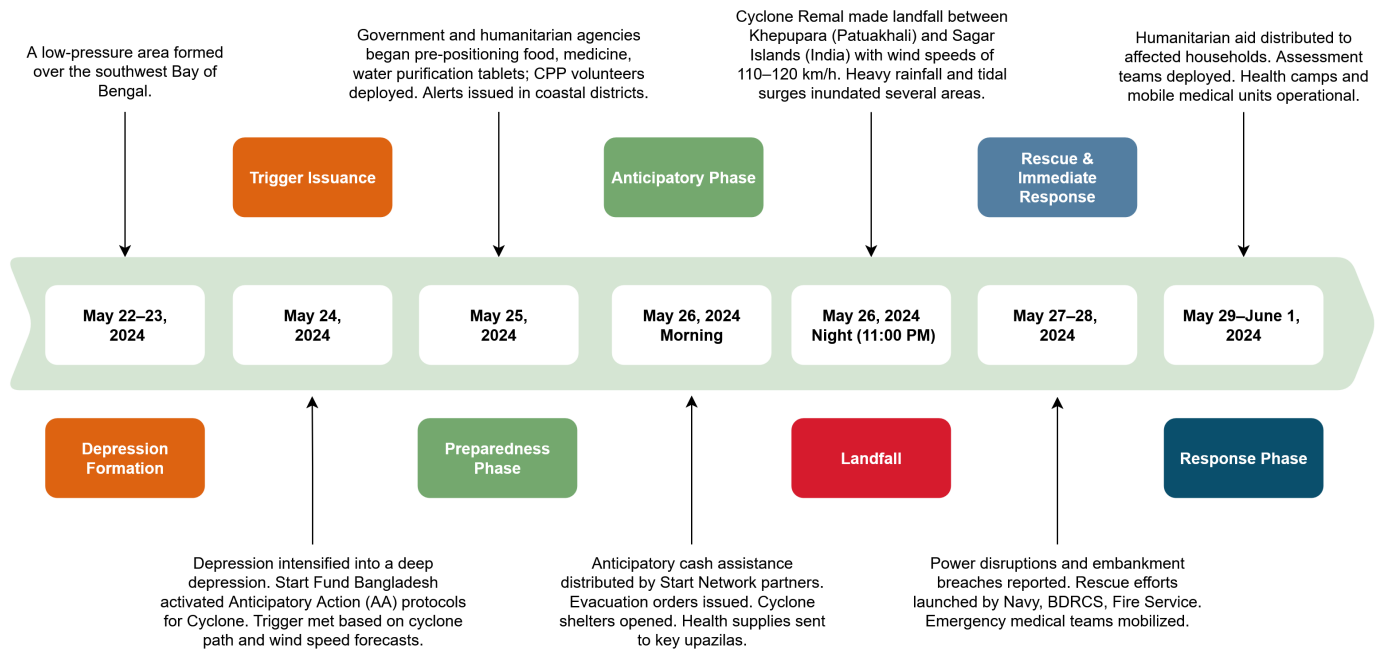 A low-pressure area formed
over the southwest Bay of
Bengal.
Government and humanitarian agencies
began pre-positioning food, medicine,
water purification tablets; CPP volunteers
deployed. Alerts issued in coastal districts.
Cyclone Remal made landfall between
Khepupara (Patuakhali) and Sagar
Islands (India) with wind speeds of
110–120 km/h. Heavy rainfall and tidal
surges inundated several areas.
Humanitarian aid distributed to
affected households. Assessment
teams deployed. Health camps and
mobile medical units operational.
Trigger Issuance
Anticipatory Phase
Rescue &
Immediate
Response
May 22–23,
2024
May 24,
2024
May 25,
2024
May 26, 2024
Morning
May 26, 2024
Night (11:00 PM)
May 27–28,
2024
May 29–June 1,
2024
Depression
Formation
Preparedness
Phase
Landfall
Response Phase
Depression intensified into a deep
depression. Start Fund Bangladesh
activated Anticipatory Action (AA) protocols
for Cyclone. Trigger met based on cyclone
path and wind speed forecasts.
Anticipatory cash assistance
distributed by Start Network partners.
Evacuation orders issued. Cyclone
shelters opened. Health supplies sent
to key upazilas.
Power disruptions and embankment
breaches reported. Rescue efforts
launched by Navy, BDRCS, Fire Service.
Emergency medical teams mobilized.